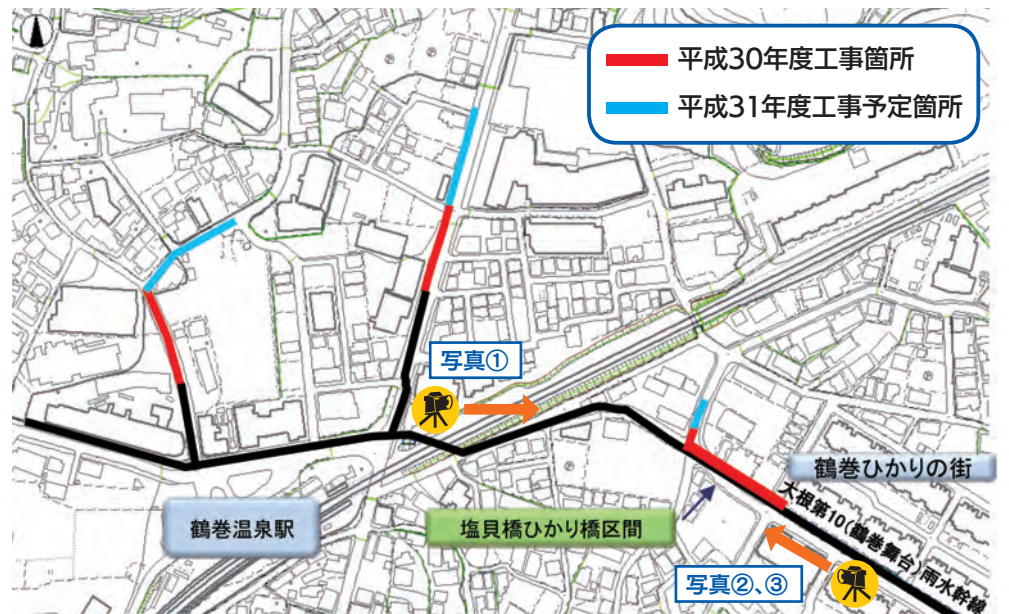 平成30年度工事箇所
平成31年度工事予定箇所
写真①
鶴巻ひかりの街
大根第10(鶴巻舞台)雨水幹線
鶴巻温泉駅
塩貝橋ひかり橋区間
写真②、③